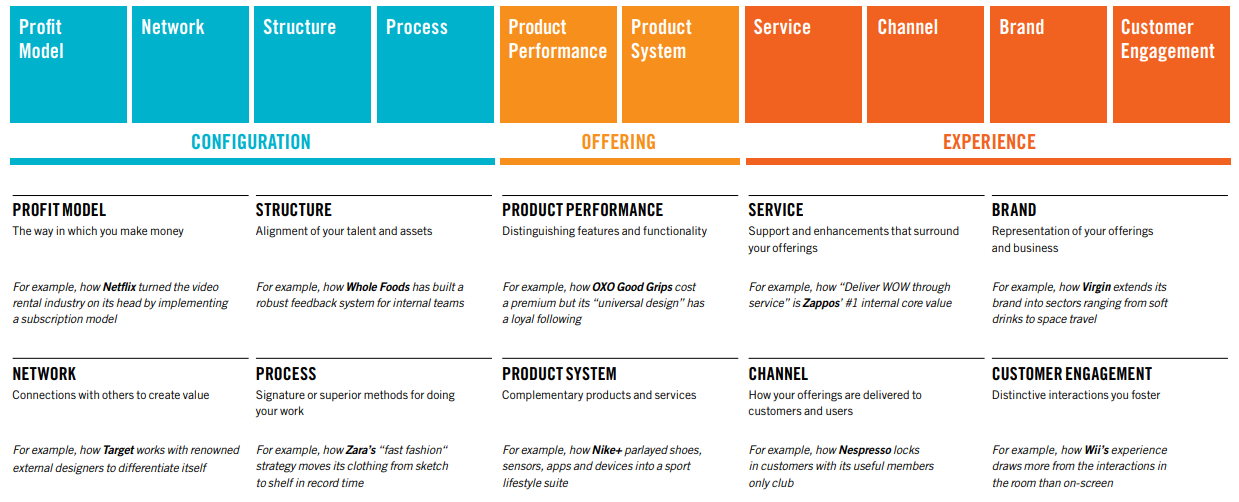 Profit
Model
Network
Structure
Process
Product
Performance
Product
System
Service
Channel
Brand
Customer
Engagement
CONFIGURATION
OFFERING
EXPERIENCE
PROFIT MODEL
The way in which you make money
For example, how Netflix turned the video
rental industry on its head by implementing
a subscription model
STRUCTURE
Alignment of your talent and assets
For example, how Whole Foods has built a
robust feedback system for internal teams
PRODUCT PERFORMANCE
Distinguishing features and functionality
For example, how OXO Good Grips cost
a premium but its “universal design” has
a loyal following
SERVICE
Support and enhancements that surround
your offerings
For example, how “Deliver WOW through
service” is Zappos’ #1 internal core value
BRAND
Representation of your offerings
and business
For example, how Virgin extends its
brand into sectors ranging from soft
drinks to space travel
NETWORK
Connections with others to create value
For example, how Target works with renowned
external designers to differentiate itself
PROCESS
Signature or superior methods for doing
your work
For example, how Zara’s “fast fashion“
strategy moves its clothing from sketch
to shelf in record time
PRODUCT SYSTEM
Complementary products and services
For example, how Nike+ parlayed shoes,
sensors, apps and devices into a sport
lifestyle suite
CHANNEL
How your offerings are delivered to
customers and users
For example, how Nespresso locks
in customers with its useful members
only club
CUSTOMER ENGAGEMENT
Distinctive interactions you foster
For example, how Wii’s experience
draws more from the interactions in
the room than on-screen